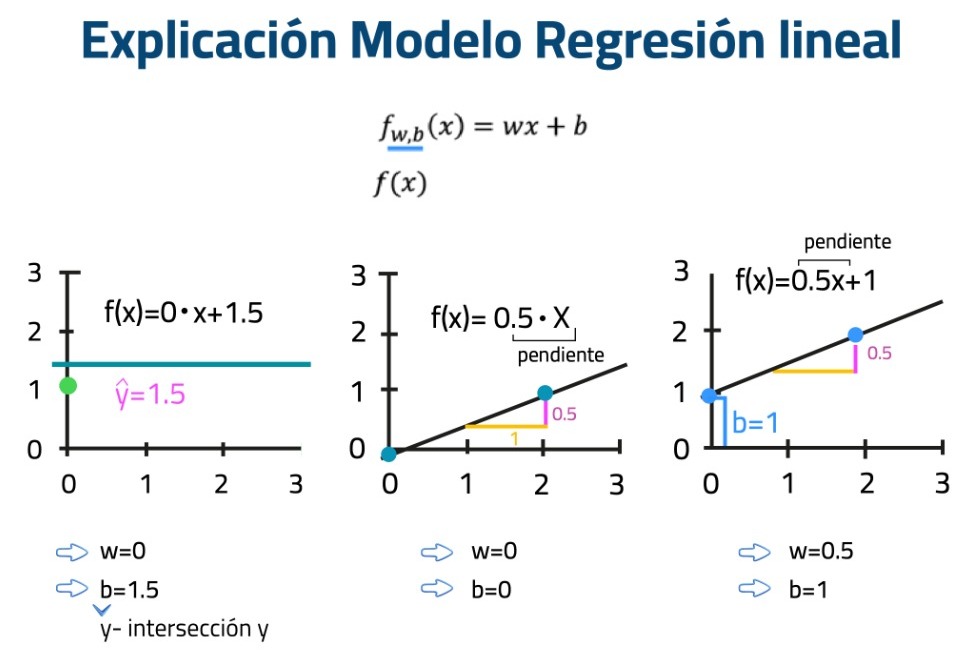 Explicación Modelo Regresión lineal
f_{w,b}(x) = wx + b
f(x)
3
2
1
0
f(x)=0·x+1.5
ŷ=1.5
0 1 2 3
w=0
b=1.5
y- intersección y
3
2
1
0
f(x)= 0.5·X
pendiente
0.5
1
0 1 2 3
w=0
b=0
pendiente
f(x)=0.5x+1
3
2
1
0
0.5
b=1
0 1 2 3
w=0.5
b=1